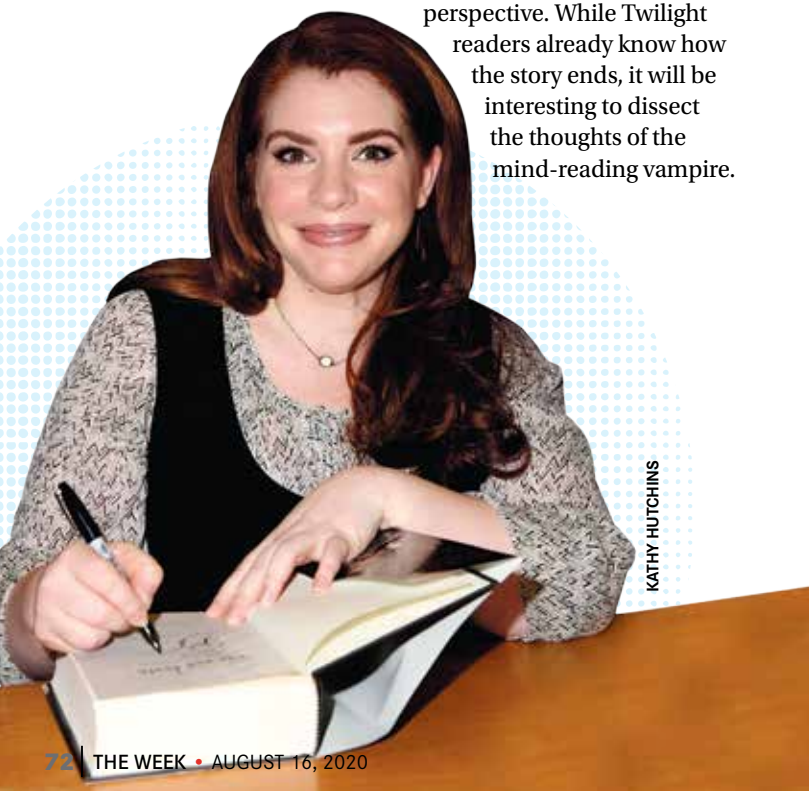 perspective. While Twilight
readers already know how
the story ends, it will be
interesting to dissect
the thoughts of the
mind-reading vampire.
KATHY HUTCHINS
72 | THE WEEK • AUGUST 16, 2020